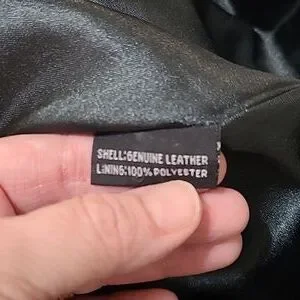 SHELL:GENUINE LEATHER
LINING:100% POLYESTER